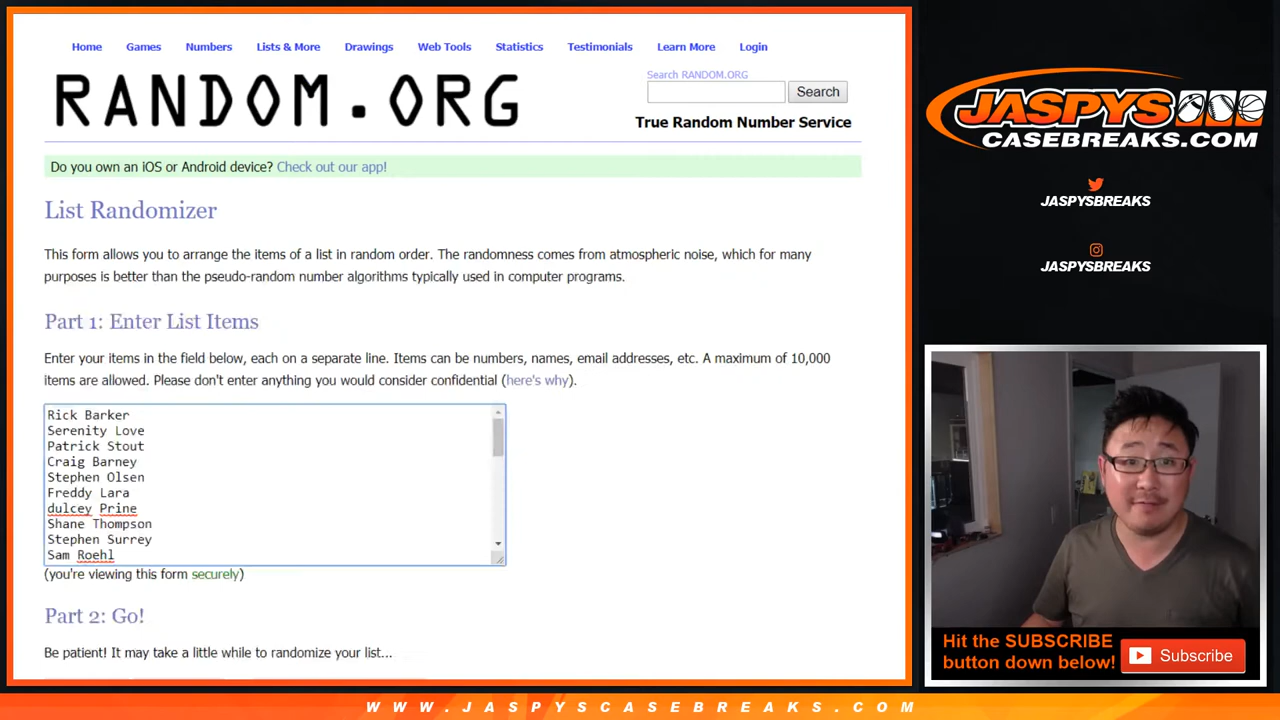 Home Games Numbers Lists & More Drawings Web Tools Statistics Testimonials Learn More Login
RANDOM.ORG
Search RANDOM.ORG
Search
True Random Number Service
Do you own an iOS or Android device? Check out our app!
List Randomizer
This form allows you to arrange the items of a list in random order. The randomness comes from atmospheric noise, which for many
purposes is better than the pseudo-random number algorithms typically used in computer programs.
Part 1: Enter List Items
Enter your items in the field below, each on a separate line. Items can be numbers, names, email addresses, etc. A maximum of 10,000
items are allowed. Please don't enter anything you would consider confidential (here's why).
Rick Barker
Serenity Love
Patrick Stout
Craig Barney
Stephen Olsen
Freddy Lara
dulcey Prine
Shane Thompson
Stephen Surrey
Sam Roehl
(you're viewing this form securely)
Part 2: Go!
Be patient! It may take a little while to randomize your list...
JASPYS
CASEBREAKS.COM
JASPYSBREAKS
JASPYSBREAKS
Hit the SUBSCRIBE
button down below!
Subscribe
WWW.JASPYSCASEBREAKS.COM